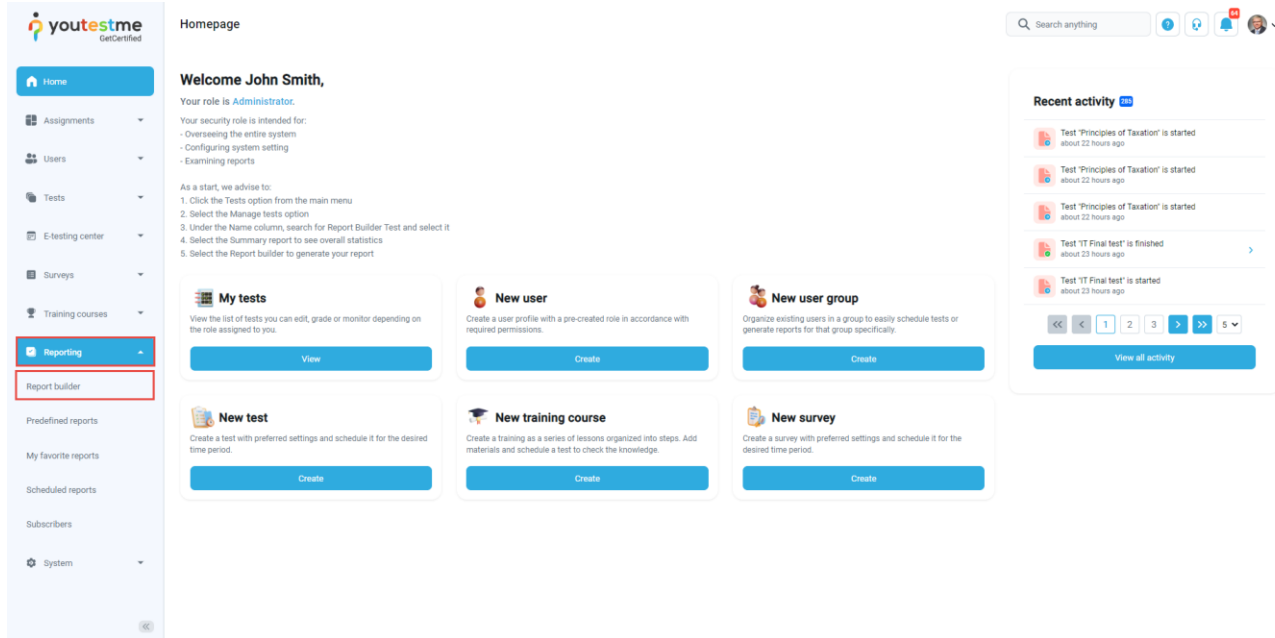 youtestme
GetCertified
Homepage
Search anything
64
Home
Assignments
Users
Tests
E-testing center
Surveys
Training courses
Reporting
Report builder
Predefined reports
My favorite reports
Scheduled reports
Subscribers
System
Welcome John Smith,
Your role is Administrator.
Your security role is intended for:
- Overseeing the entire system
- Configuring system setting
- Examining reports
As a start, we advise to:
1. Click the Tests option from the main menu
2. Select the Manage tests option
3. Under the Name column, search for Report Builder Test and select it
4. Select the Summary report to see overall statistics
5. Select the Report builder to generate your report
My tests
View the list of tests you can edit, grade or monitor depending on
the role assigned to you.
View
New user
Create a user profile with a pre-created role in accordance with
required permissions.
Create
New user group
Organize existing users in a group to easily schedule tests or
generate reports for that group specifically.
Create
New test
Create a test with preferred settings and schedule it for the desired
time period.
Create
New training course
Create a training as a series of lessons organized into steps. Add
materials and schedule a test to check the knowledge.
Create
New survey
Create a survey with preferred settings and schedule it for the
desired time period.
Create
Recent activity 285
Test "Principles of Taxation" is started
about 22 hours ago
Test "Principles of Taxation" is started
about 22 hours ago
Test "Principles of Taxation" is started
about 22 hours ago
Test "IT Final test" is finished
about 23 hours ago
Test "IT Final test" is started
about 23 hours ago
1 2 3 5
View all activity